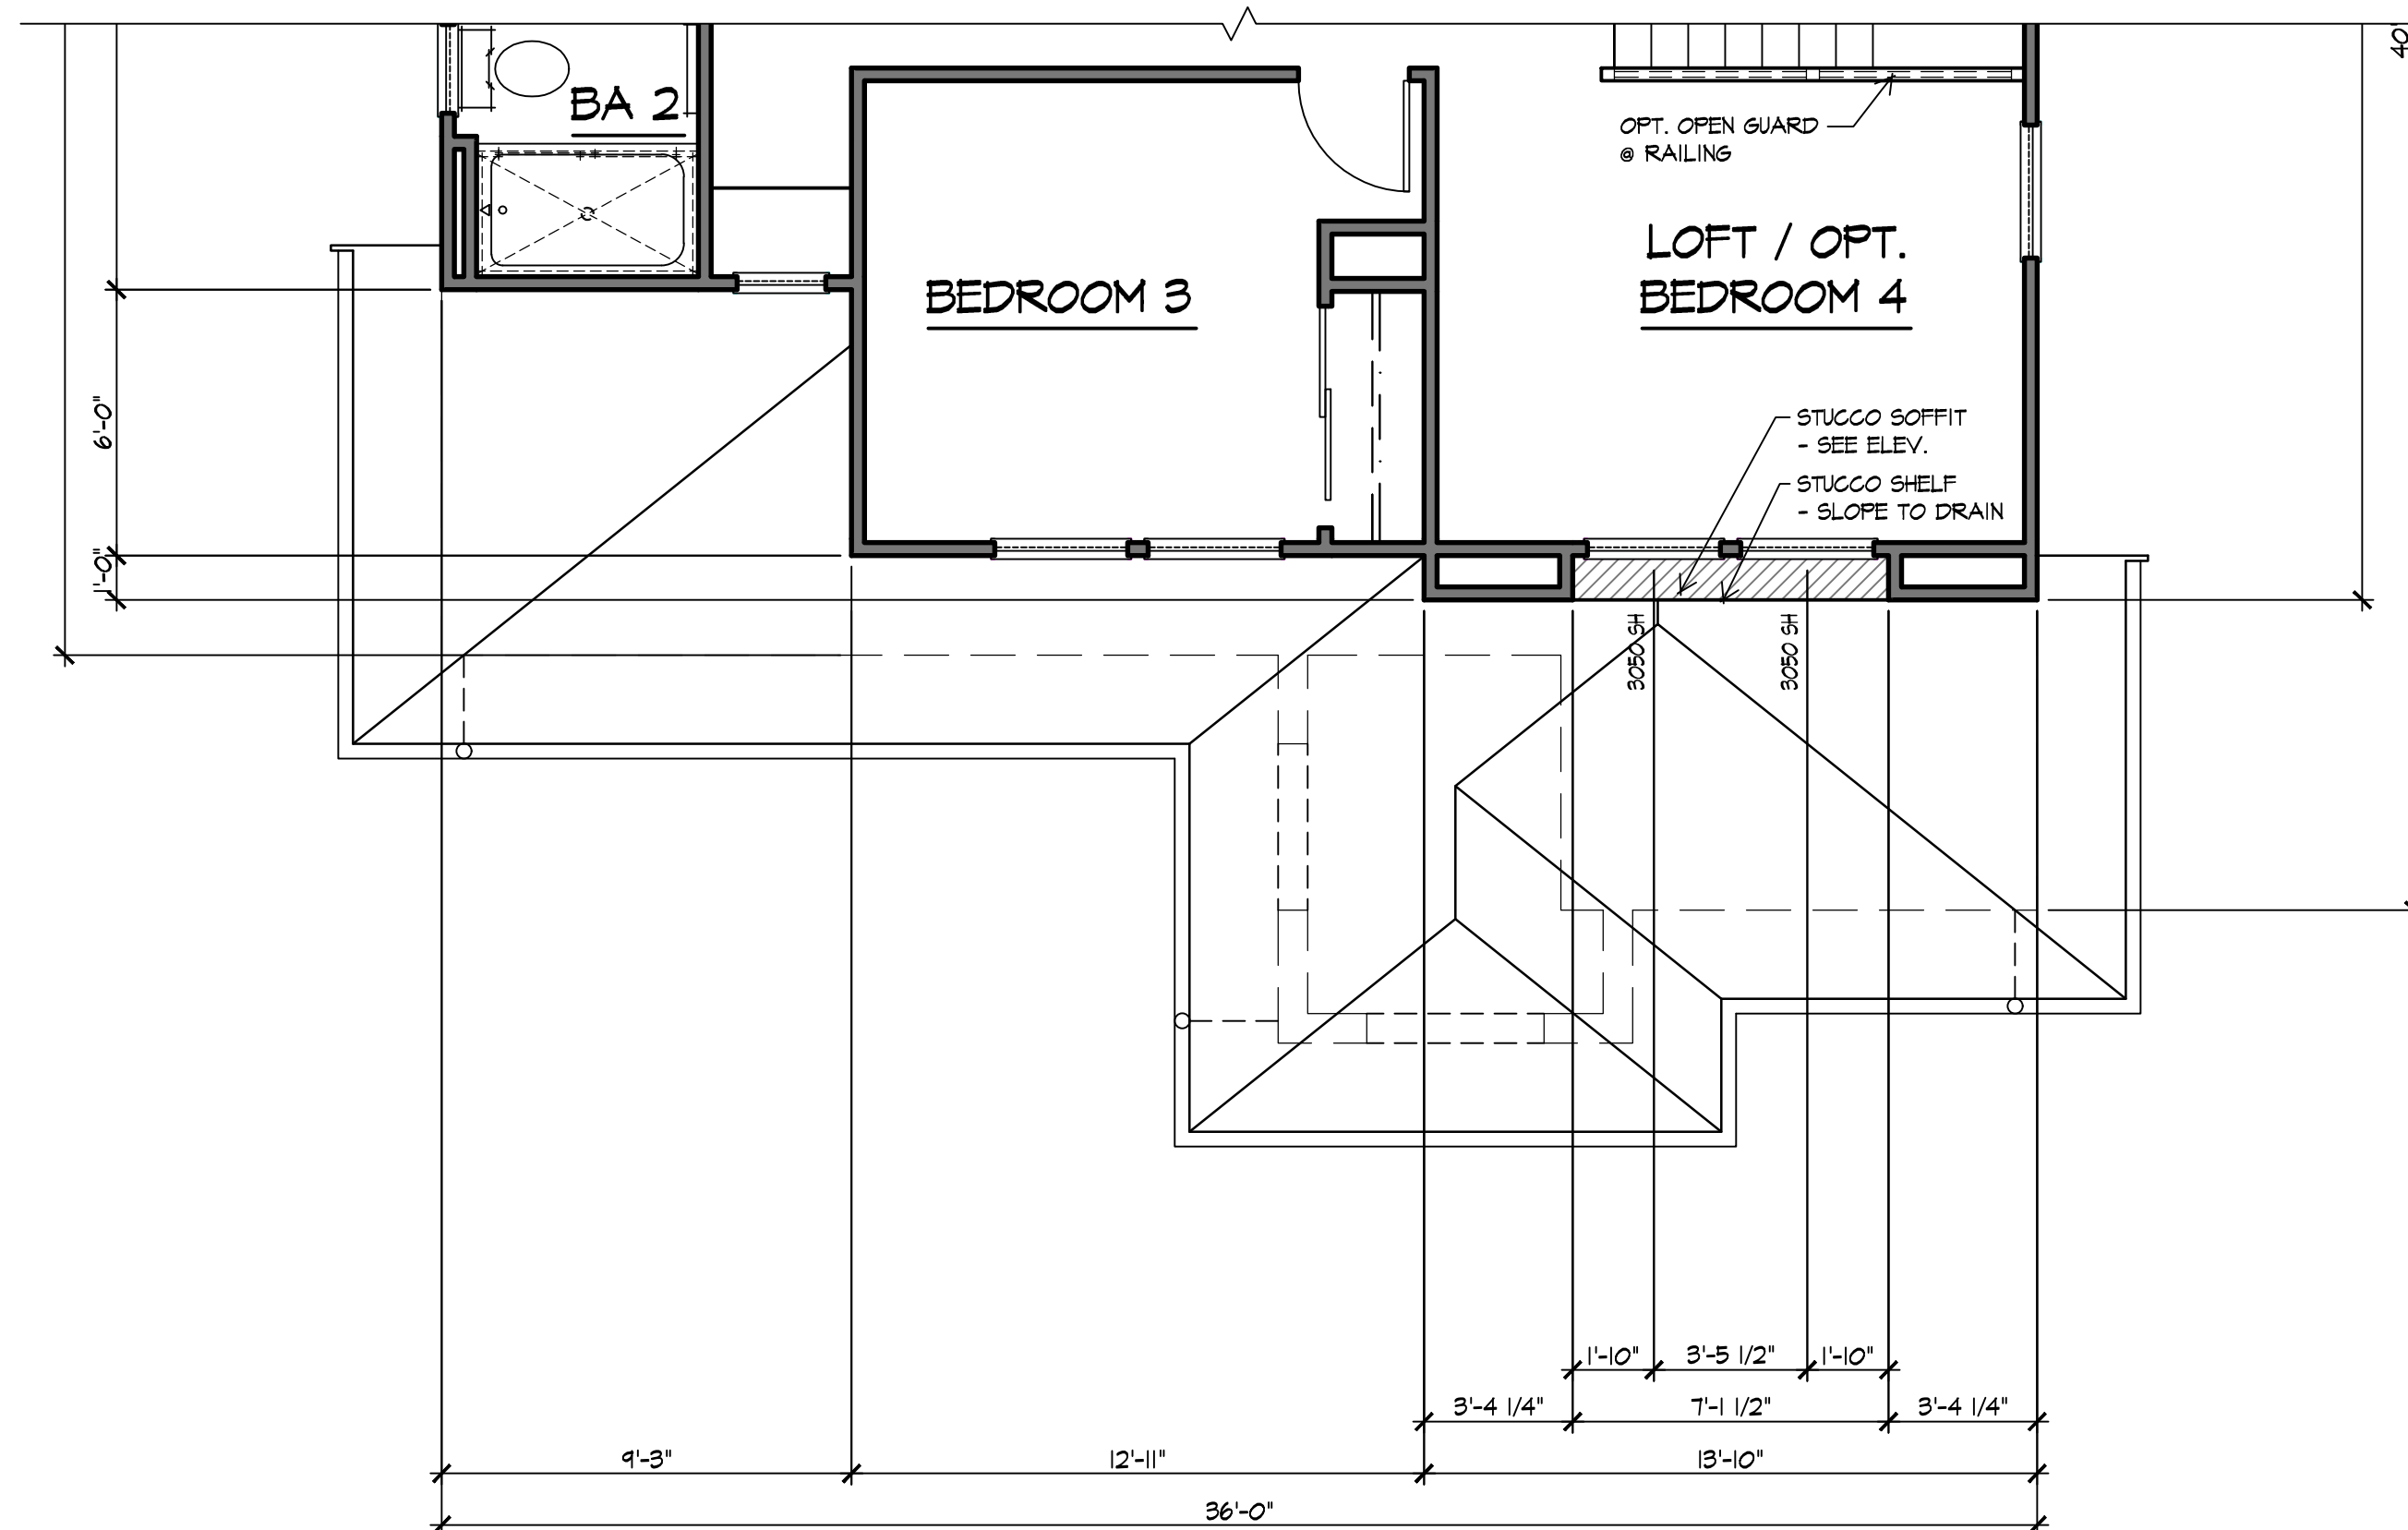 40'
BA 2
OPT. OPEN GUARD
@ RAILING
LOFT / OPT.
BEDROOM 4
BEDROOM 3
STUCCO SOFFIT
- SEE ELEV.
STUCCO SHELF
- SLOPE TO DRAIN
6'-0"
1'-0"
3050 SH
3050 SH
1'-10" 3'-5 1/2" 1'-10"
3'-4 1/4" 7'-1 1/2" 3'-4 1/4"
9'-3" 12'-11" 13'-10"
36'-0"